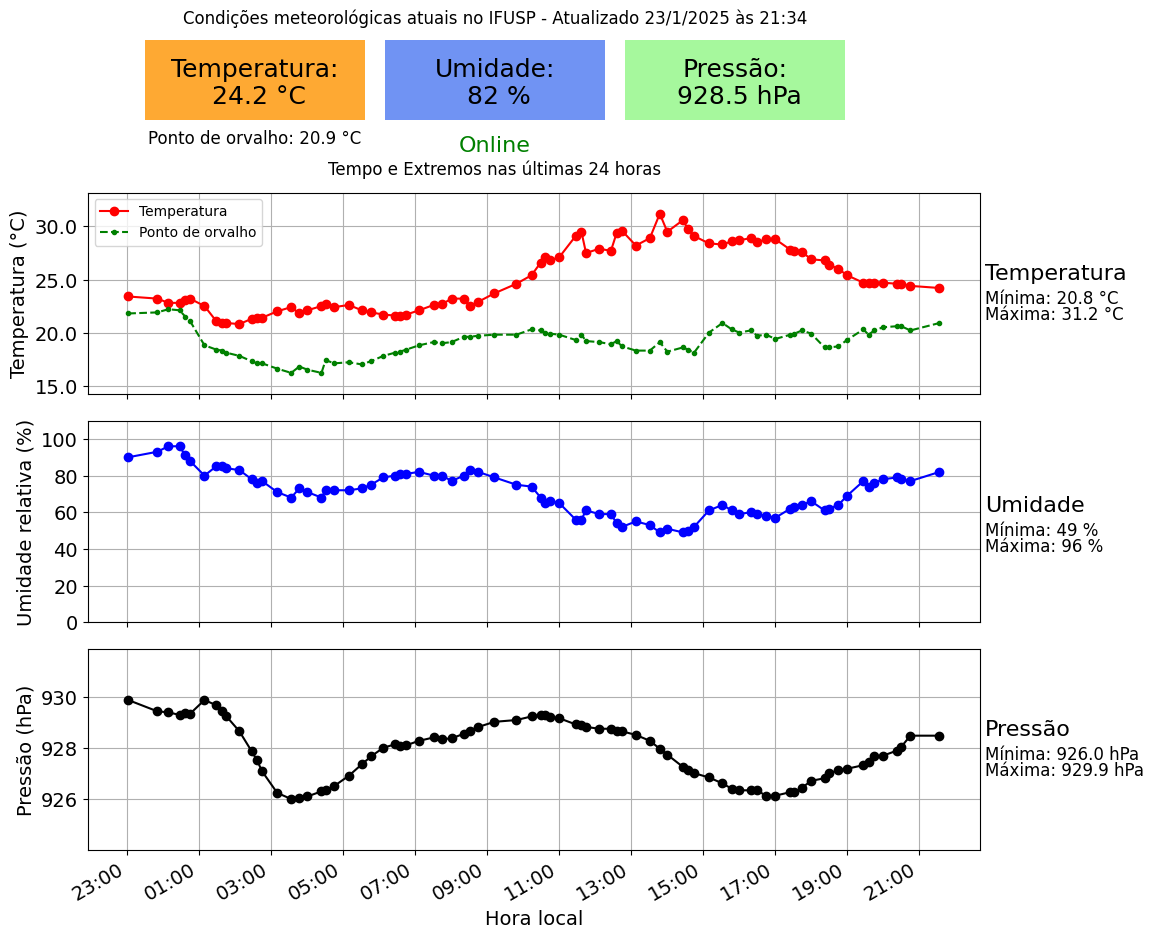 Condições meteorológicas atuais no IFUSP - Atualizado 23/1/2025 às 21:34
Temperatura:
24.2 °C
Umidade:
82 %
Pressão:
928.5 hPa
Ponto de orvalho: 20.9 °C
Online
Tempo e Extremos nas últimas 24 horas
Temperatura (°C)
30.0
25.0
20.0
15.0
Temperatura
Ponto de orvalho
Temperatura
Mínima: 20.8 °C
Máxima: 31.2 °C
Umidade relativa (%)
100
80
60
40
20
0
Umidade
Mínima: 49 %
Máxima: 96 %
Pressão (hPa)
930
928
926
Pressão
Mínima: 926.0 hPa
Máxima: 929.9 hPa
23:00 01:00 03:00 05:00 07:00 09:00 11:00 13:00 15:00 17:00 19:00 21:00
Hora local